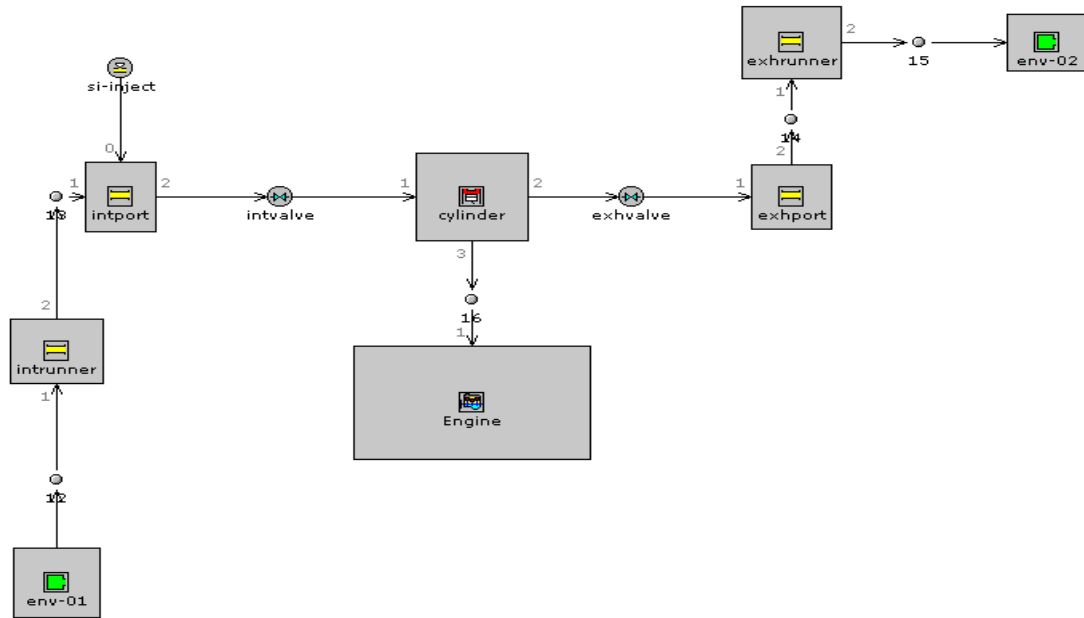 2
exhrunner
15
env-02
1
si-inject
14
0
2
1
2
1
2
1
13
intport
intvalve
cylinder
exhvalve
exhport
3
2
16
1
intrunner
1
Engine
12
env-01